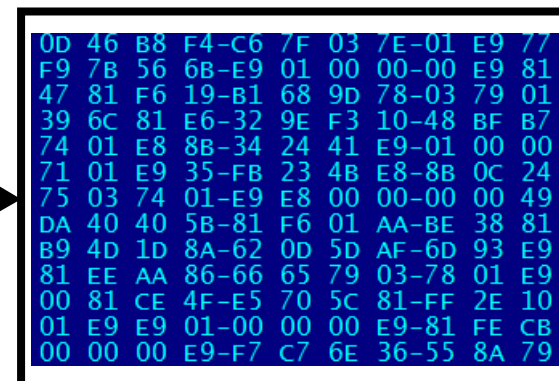 0D 46 B8 F4-C6 7F 03 7E-01 E9 77
F9 7B 56 6B-E9 01 00 00-00 E9 81
47 81 F6 19-B1 68 9D 78-03 79 01
39 6C 81 E6-32 9E F3 10-48 BF B7
74 01 E8 8B-34 24 41 E9-01 00 00
71 01 E9 35-FB 23 4B E8-8B 0C 24
75 03 74 01-E9 E8 00 00-00 00 49
DA 40 40 5B-81 F6 01 AA-BE 38 81
B9 4D 1D 8A-62 0D 5D AF-6D 93 E9
81 EE AA 86-66 65 79 03-78 01 E9
00 81 CE 4F-E5 70 5C 81-FF 2E 10
01 E9 E9 01-00 00 00 E9-81 FE CB
00 00 00 E9-F7 C7 6E 36-55 8A 79